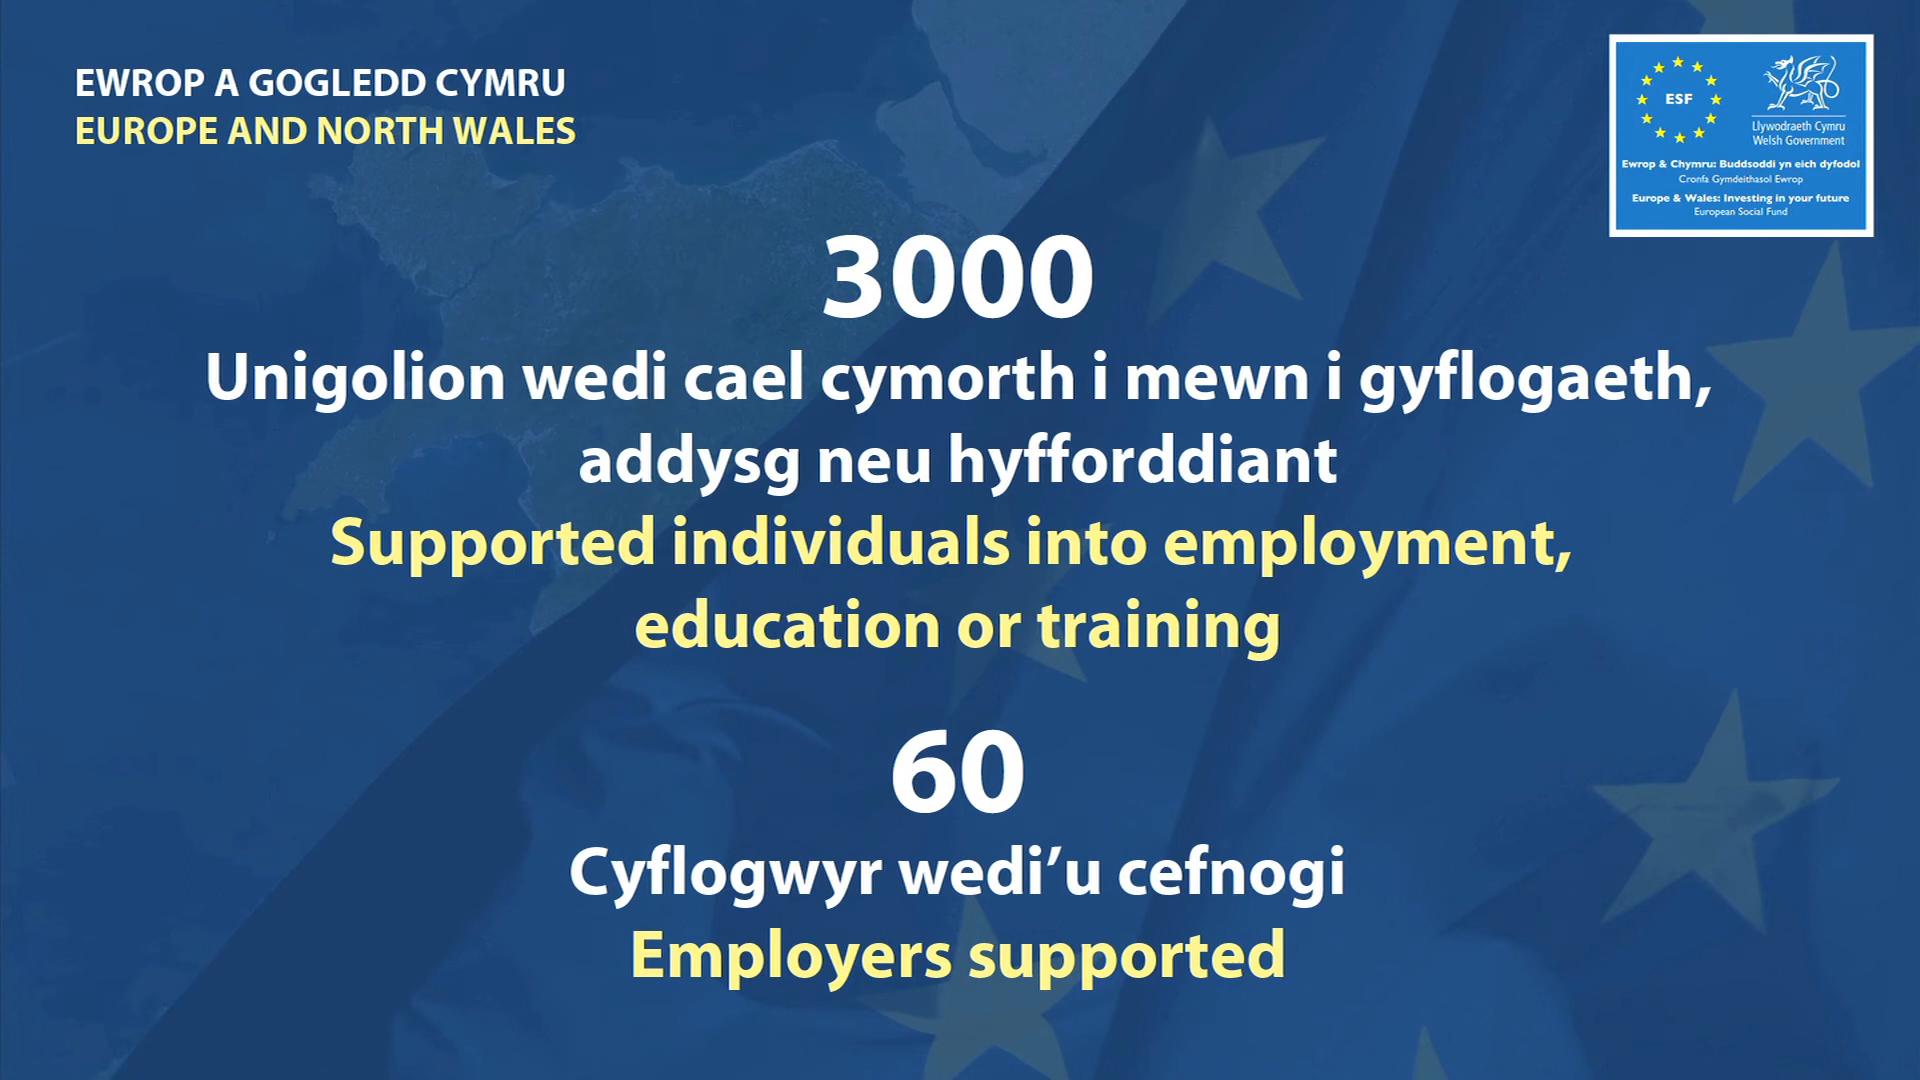 EWROP A GOGLEDD CYMRU
EUROPE AND NORTH WALES
ESF
Llywodraeth Cymru
Welsh Government
Ewrop & Chymru: Buddsoddi yn eich dyfodol
Cronfa Gymdeithasol Ewrop
Europe & Wales: Investing in your future
European Social Fund
3000
Unigolion wedi cael cymorth i mewn i gyflogaeth,
addysg neu hyfforddiant
Supported individuals into employment,
education or training
60
Cyflogwyr wedi’u cefnogi
Employers supported